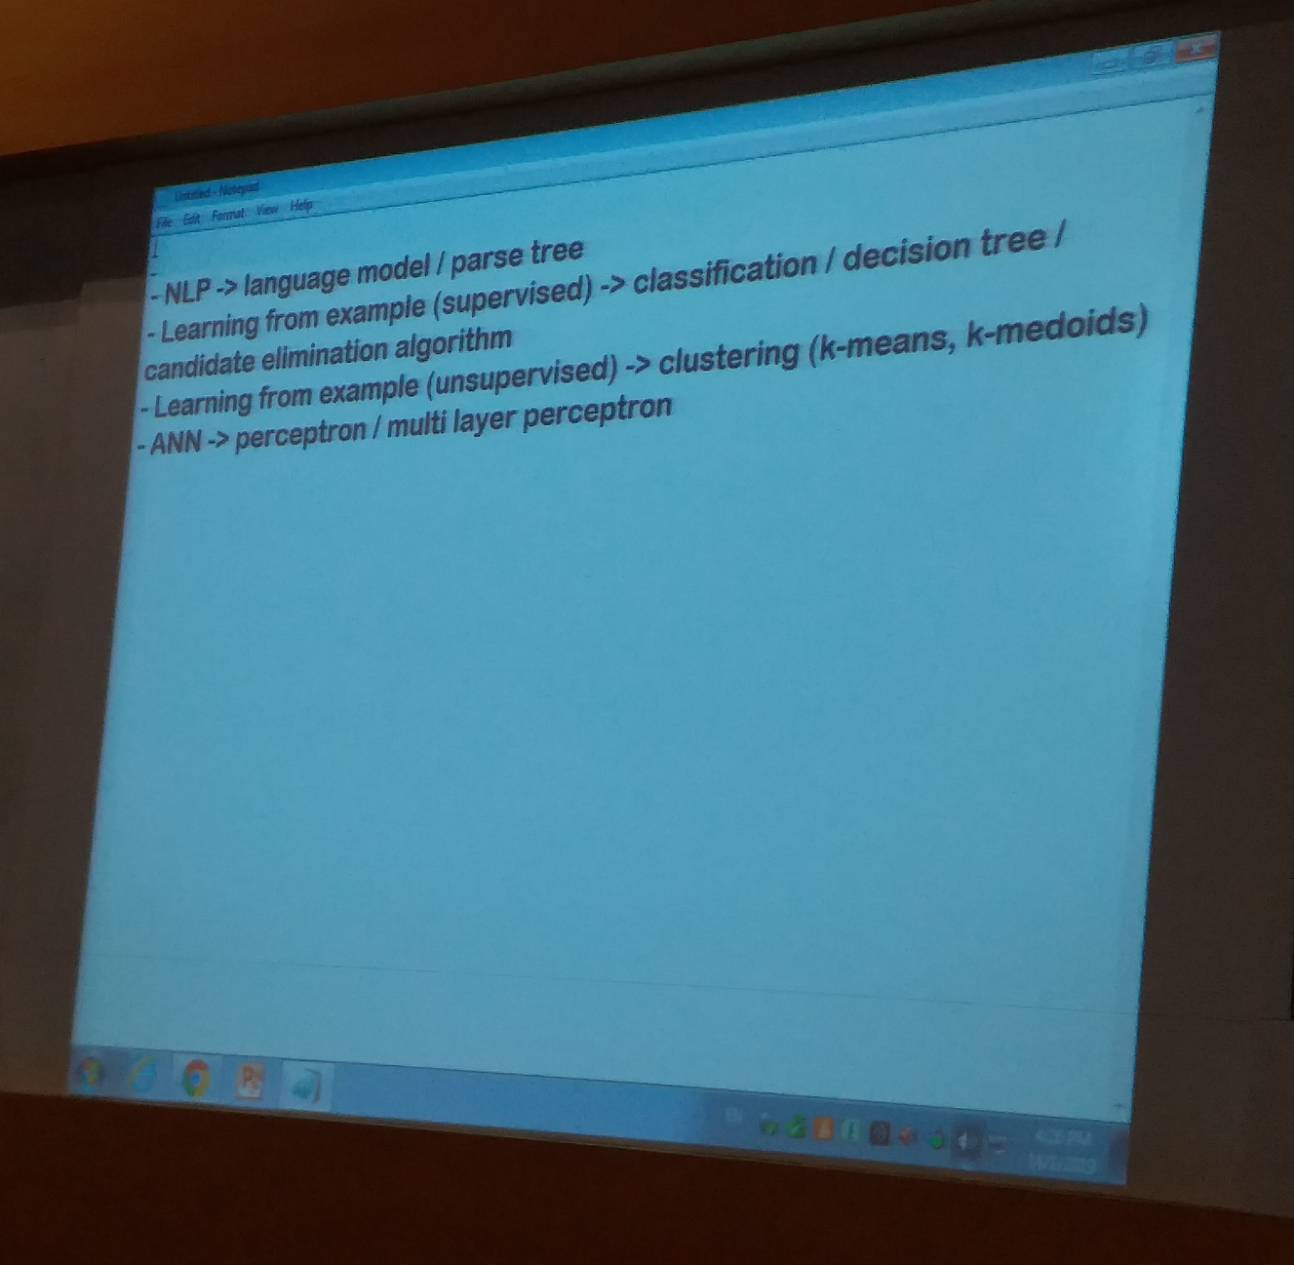 Untitled - Notepad
File Edit Format View Help
- NLP -> language model / parse tree
- Learning from example (supervised) -> classification / decision tree /
candidate elimination algorithm
- Learning from example (unsupervised) -> clustering (k-means, k-medoids)
- ANN -> perceptron / multi layer perceptron